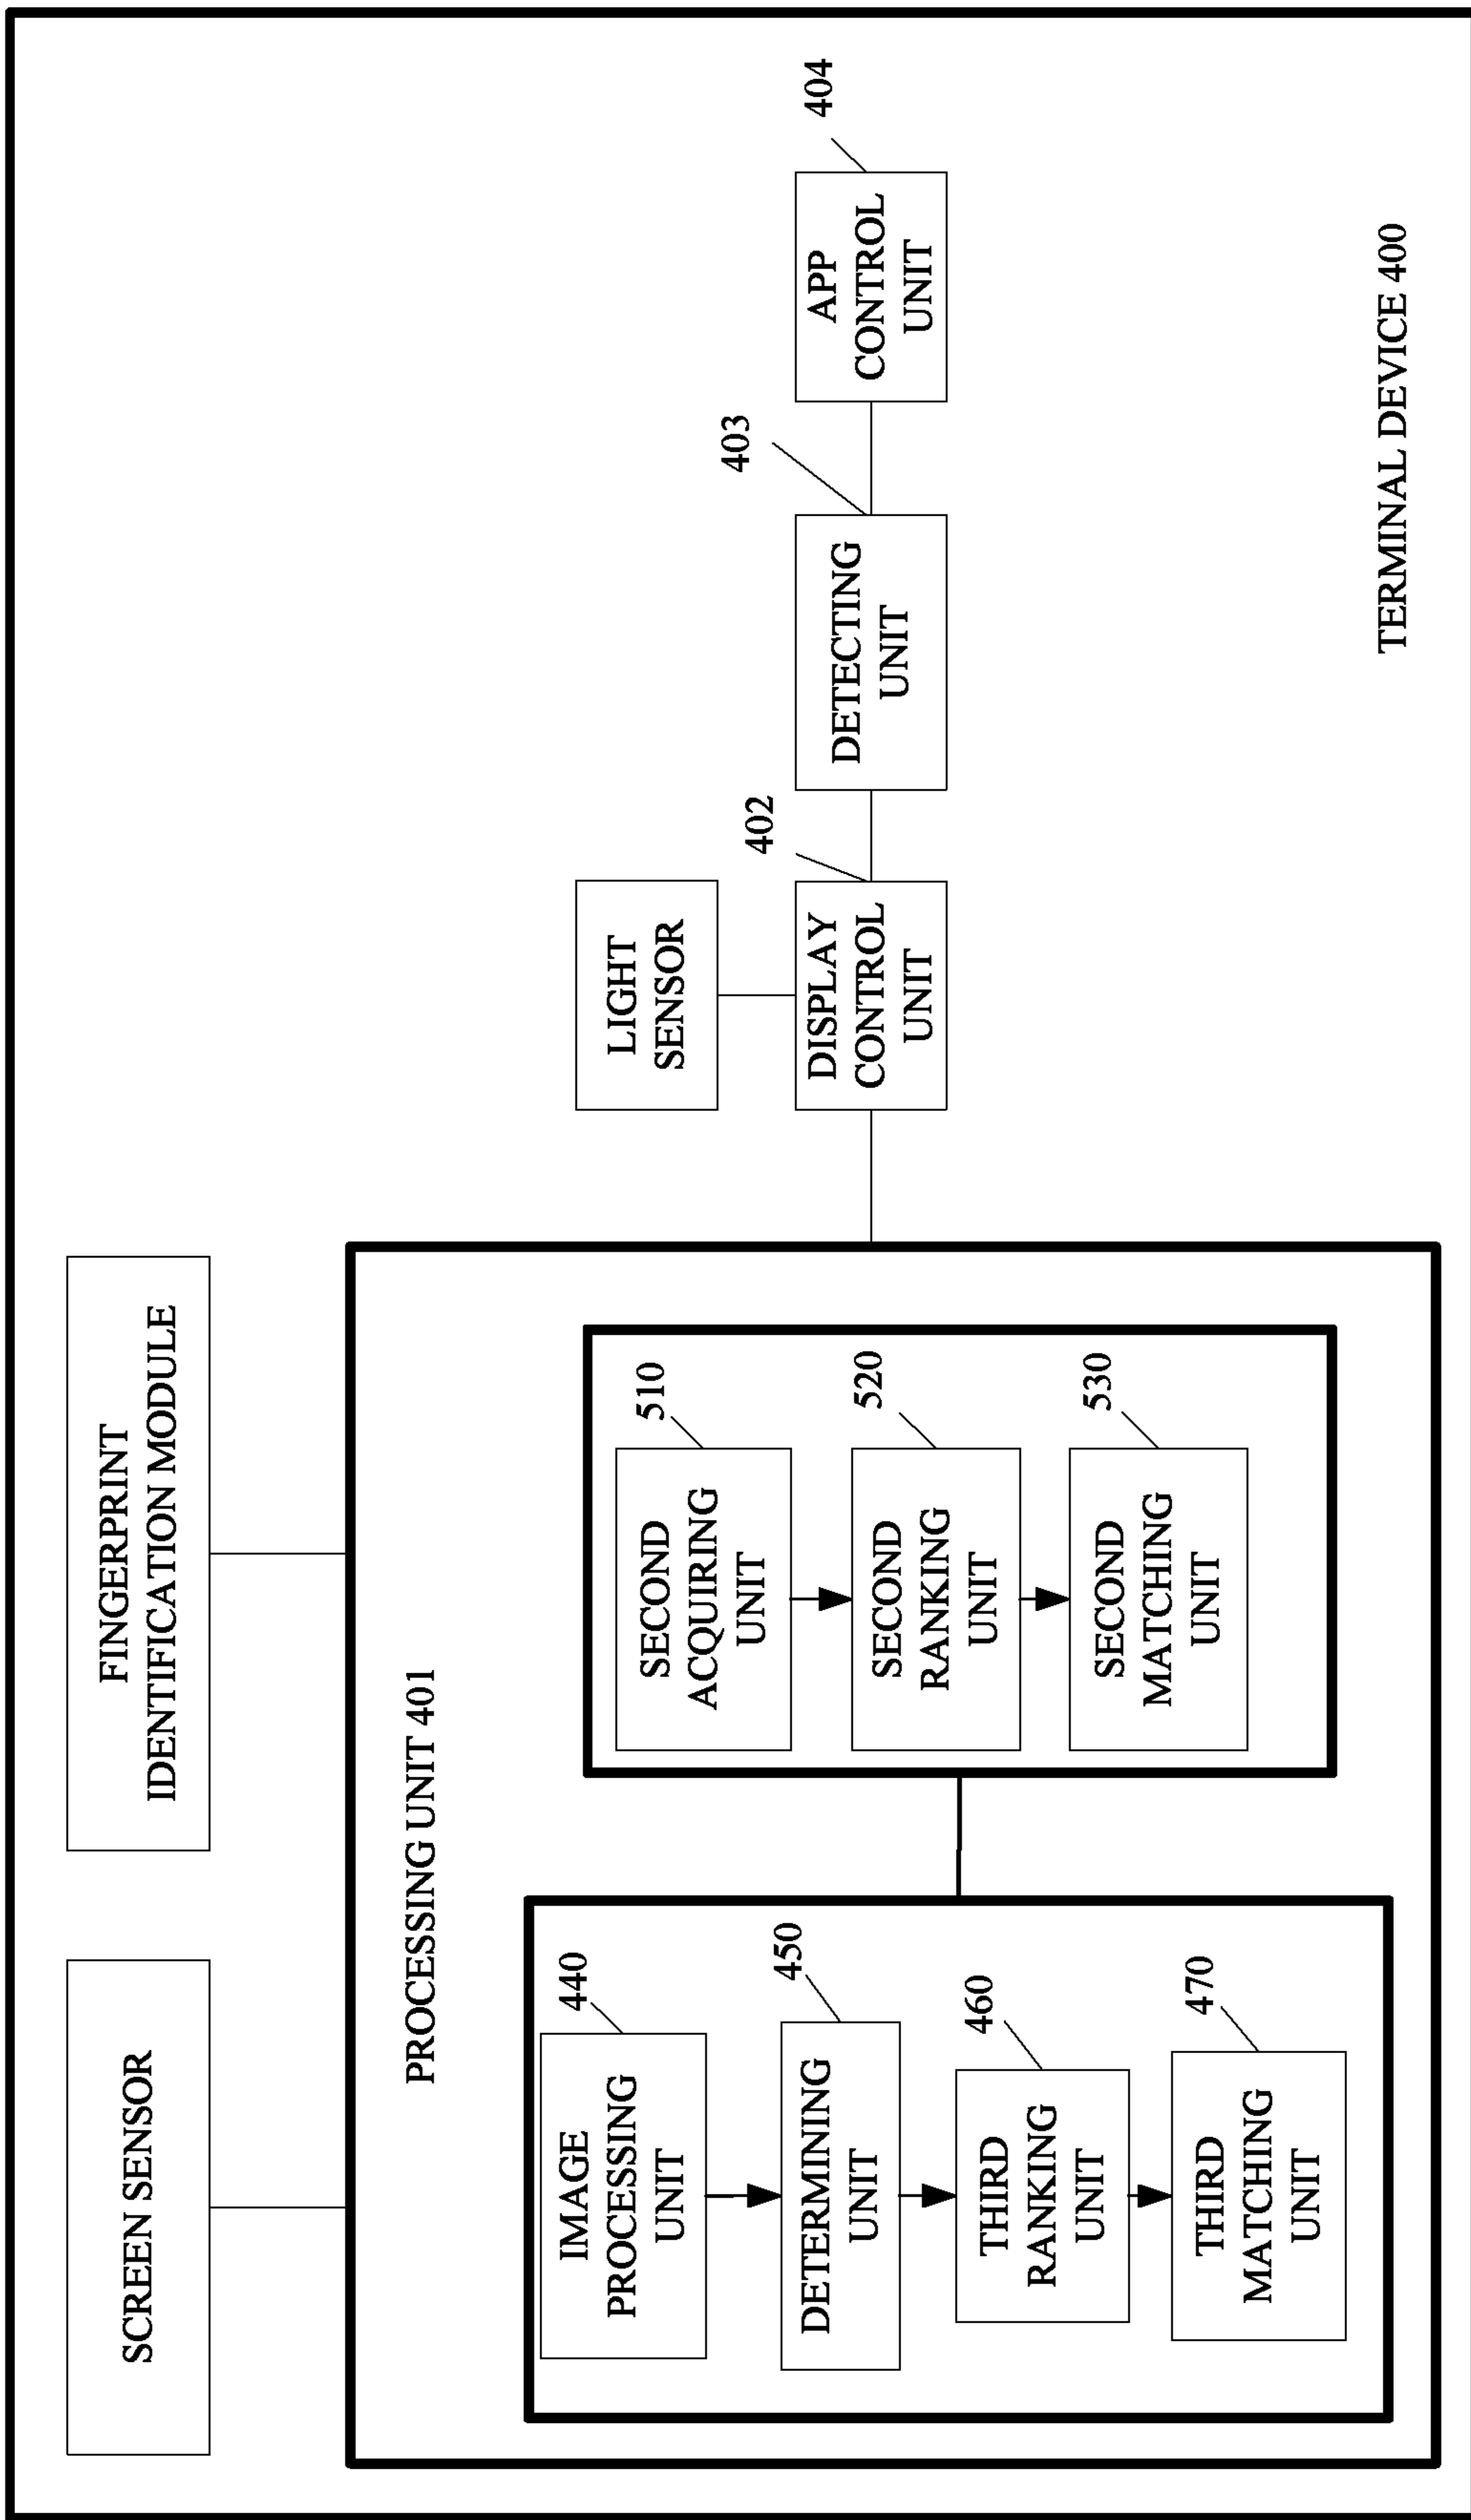 SCREEN SENSOR
FINGERPRINT
IDENTIFICATION MODULE
PROCESSING UNIT 401
440
IMAGE
PROCESSING
UNIT
450
DETERMINING
UNIT
460
THIRD
RANKING
UNIT
470
THIRD
MATCHING
UNIT
510
SECOND
ACQUIRING
UNIT
520
SECOND
RANKING
UNIT
530
SECOND
MATCHING
UNIT
LIGHT
SENSOR
402
DISPLAY
CONTROL
UNIT
403
DETECTING
UNIT
404
APP
CONTROL
UNIT
TERMINAL DEVICE 400